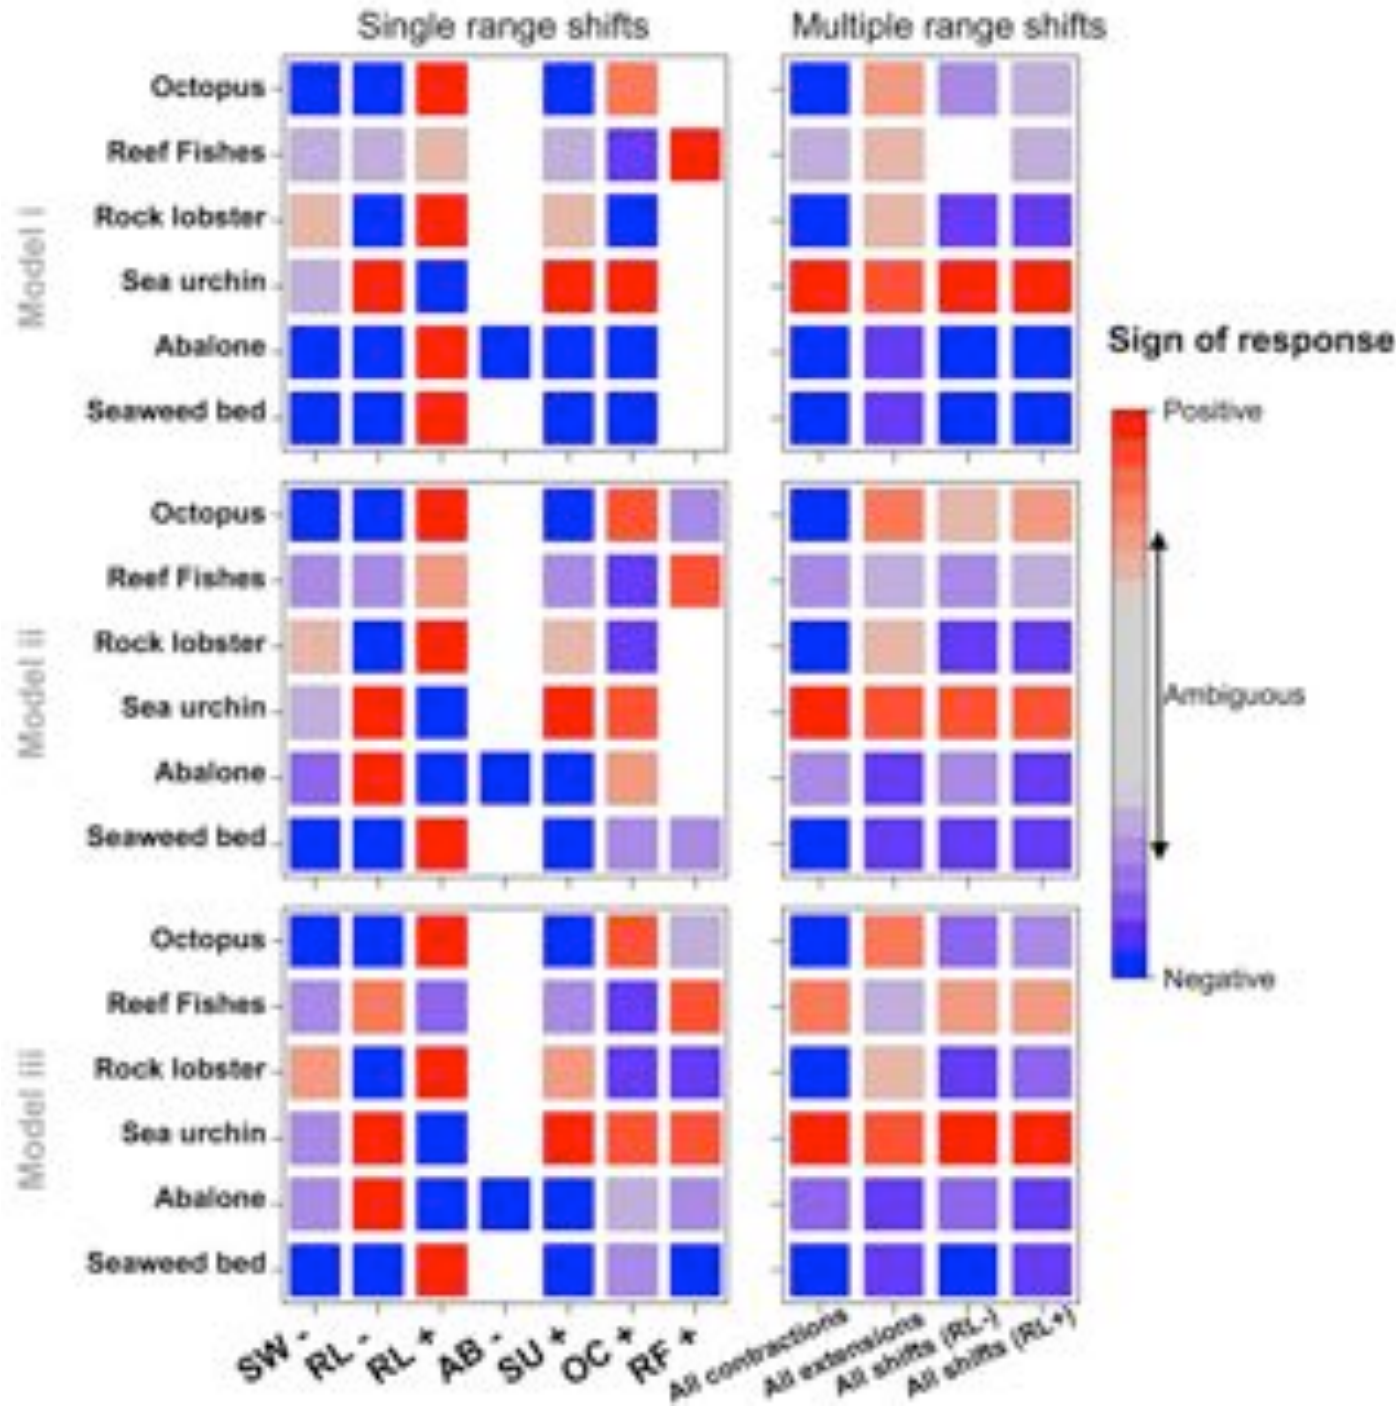 Single range shifts
Multiple range shifts
Model I
Octopus
Reef Fishes
Rock lobster
Sea urchin
Abalone
Seaweed bed
Model ii
Octopus
Reef Fishes
Rock lobster
Sea urchin
Abalone
Seaweed bed
Model iii
Octopus
Reef Fishes
Rock lobster
Sea urchin
Abalone
Seaweed bed
SW -
RL -
RL +
AB -
SU +
OC +
RF +
All contractions
All extensions
All shifts (RL-)
All shifts (RL+)
Sign of response
Positive
Ambiguous
Negative